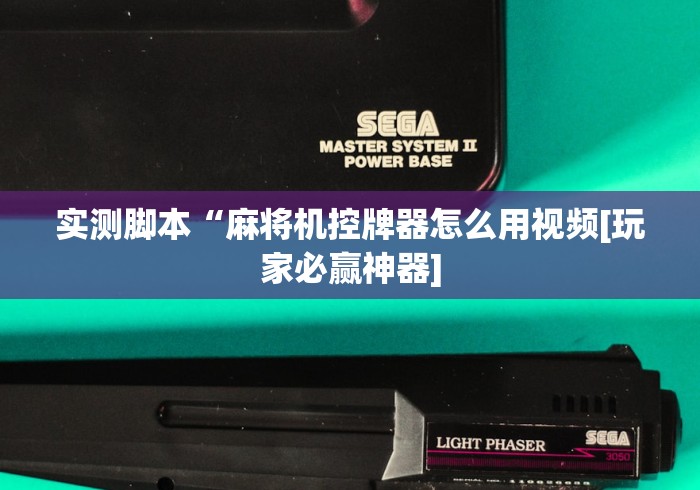 SEGA
MASTER SYSTEM II
POWER BASE
实测脚本“麻将机控牌器怎么用视频[玩
家必赢神器]
LIGHT PHASER
SEGA
3050